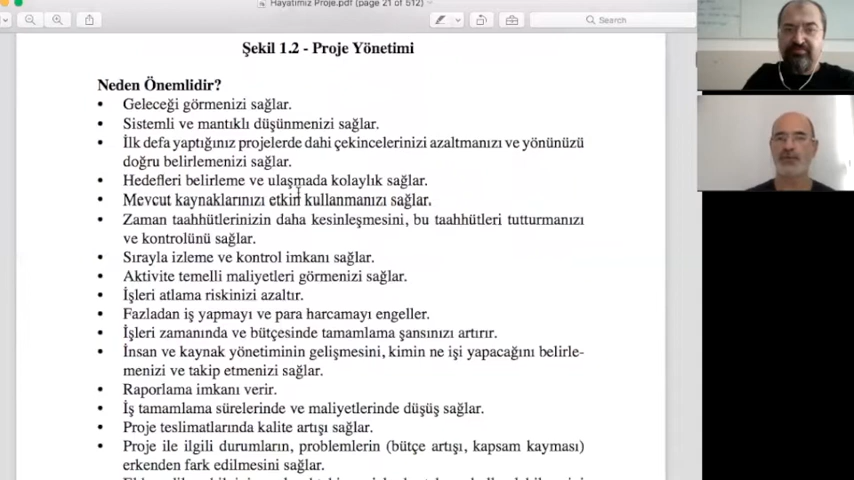 Hayatımız Proje.pdf (page 21 of 512)
Search
Şekil 1.2 - Proje Yönetimi
Neden Önemlidir?
• Geleceği görmenizi sağlar.
• Sistemli ve mantıklı düşünmenizi sağlar.
• İlk defa yaptığınız projelerde dahi çekincelerinizi azaltmanızı ve yönünüzü
doğru belirlemenizi sağlar.
• Hedefleri belirleme ve ulaşmada kolaylık sağlar.
• Mevcut kaynaklarınızı etkin kullanmanızı sağlar.
• Zaman taahhütlerinizin daha kesinleşmesini, bu taahhütleri tutturmanızı
ve kontrolünü sağlar.
• Sırayla izleme ve kontrol imkanı sağlar.
• Aktivite temelli maliyetleri görmenizi sağlar.
• İşleri atlama riskinizi azaltır.
• Fazladan iş yapmayı ve para harcamayı engeller.
• İşleri zamanında ve bütçesinde tamamlama şansınızı artırır.
• İnsan ve kaynak yönetiminin gelişmesini, kimin ne işi yapacağını belirle-
menizi ve takip etmenizi sağlar.
• Raporlama imkanı verir.
• İş tamamlama sürelerinde ve maliyetlerinde düşüş sağlar.
• Proje teslimatlarında kalite artışı sağlar.
• Proje ile ilgili durumların, problemlerin (bütçe artışı, kapsam kayması)
erkenden fark edilmesini sağlar.